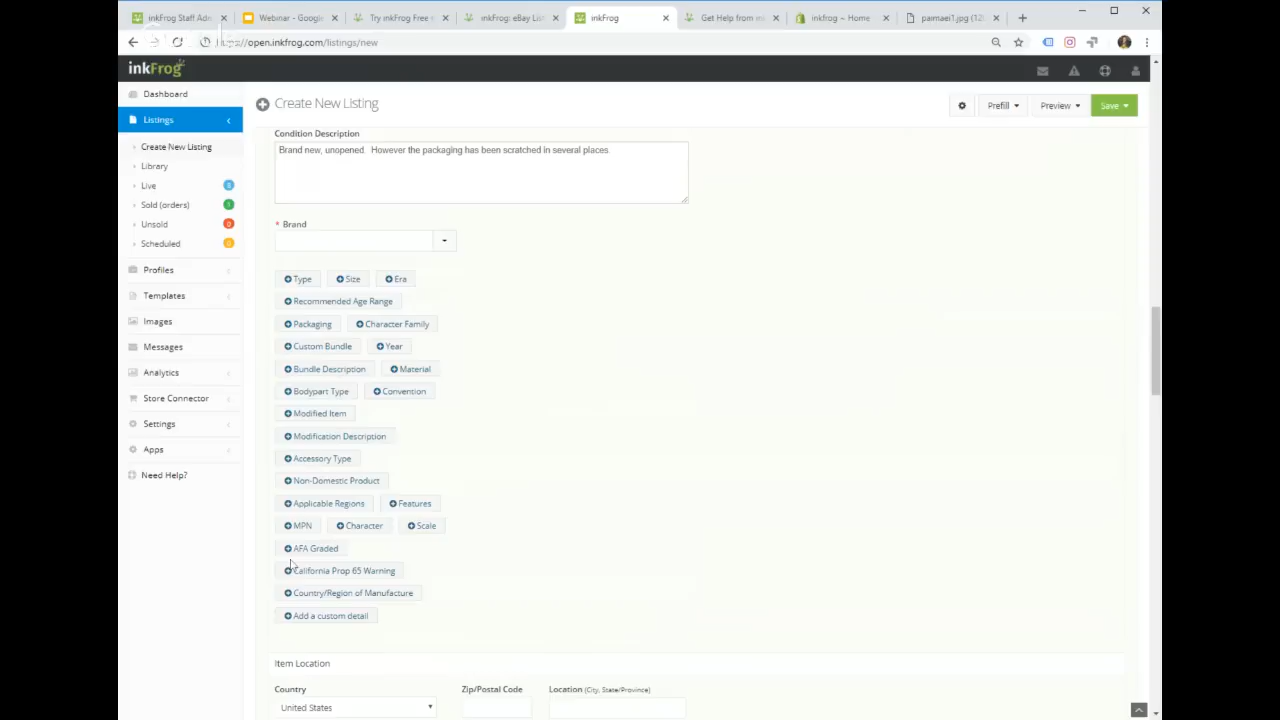 inkFrog Staff Adm
Webinar - Google
Try inkFrog Free
inkFrog: eBay List
inkFrog
Get Help from m
inkfrog ~ Home
paimaei1.jpg (12
open.inkfrog.com/listings/new
inkFrog
Dashboard
Listings
Create New Listing
Library
Live
Sold (orders)
Unsold
Scheduled
Profiles
Templates
Images
Messages
Analytics
Store Connector
Settings
Apps
Need Help?
Create New Listing
Prefill
Preview
Save
Condition Description
Brand new, unopened. However the packaging has been scratched in several places.
* Brand
Type Size Era
Recommended Age Range
Packaging Character Family
Custom Bundle Year
Bundle Description Material
Bodypart Type Convention
Modified Item
Modification Description
Accessory Type
Non-Domestic Product
Applicable Regions Features
MPN Character Scale
AFA Graded
California Prop 65 Warning
Country/Region of Manufacture
Add a custom detail
Item Location
Country Zip/Postal Code Location (City, State/Province)
United States